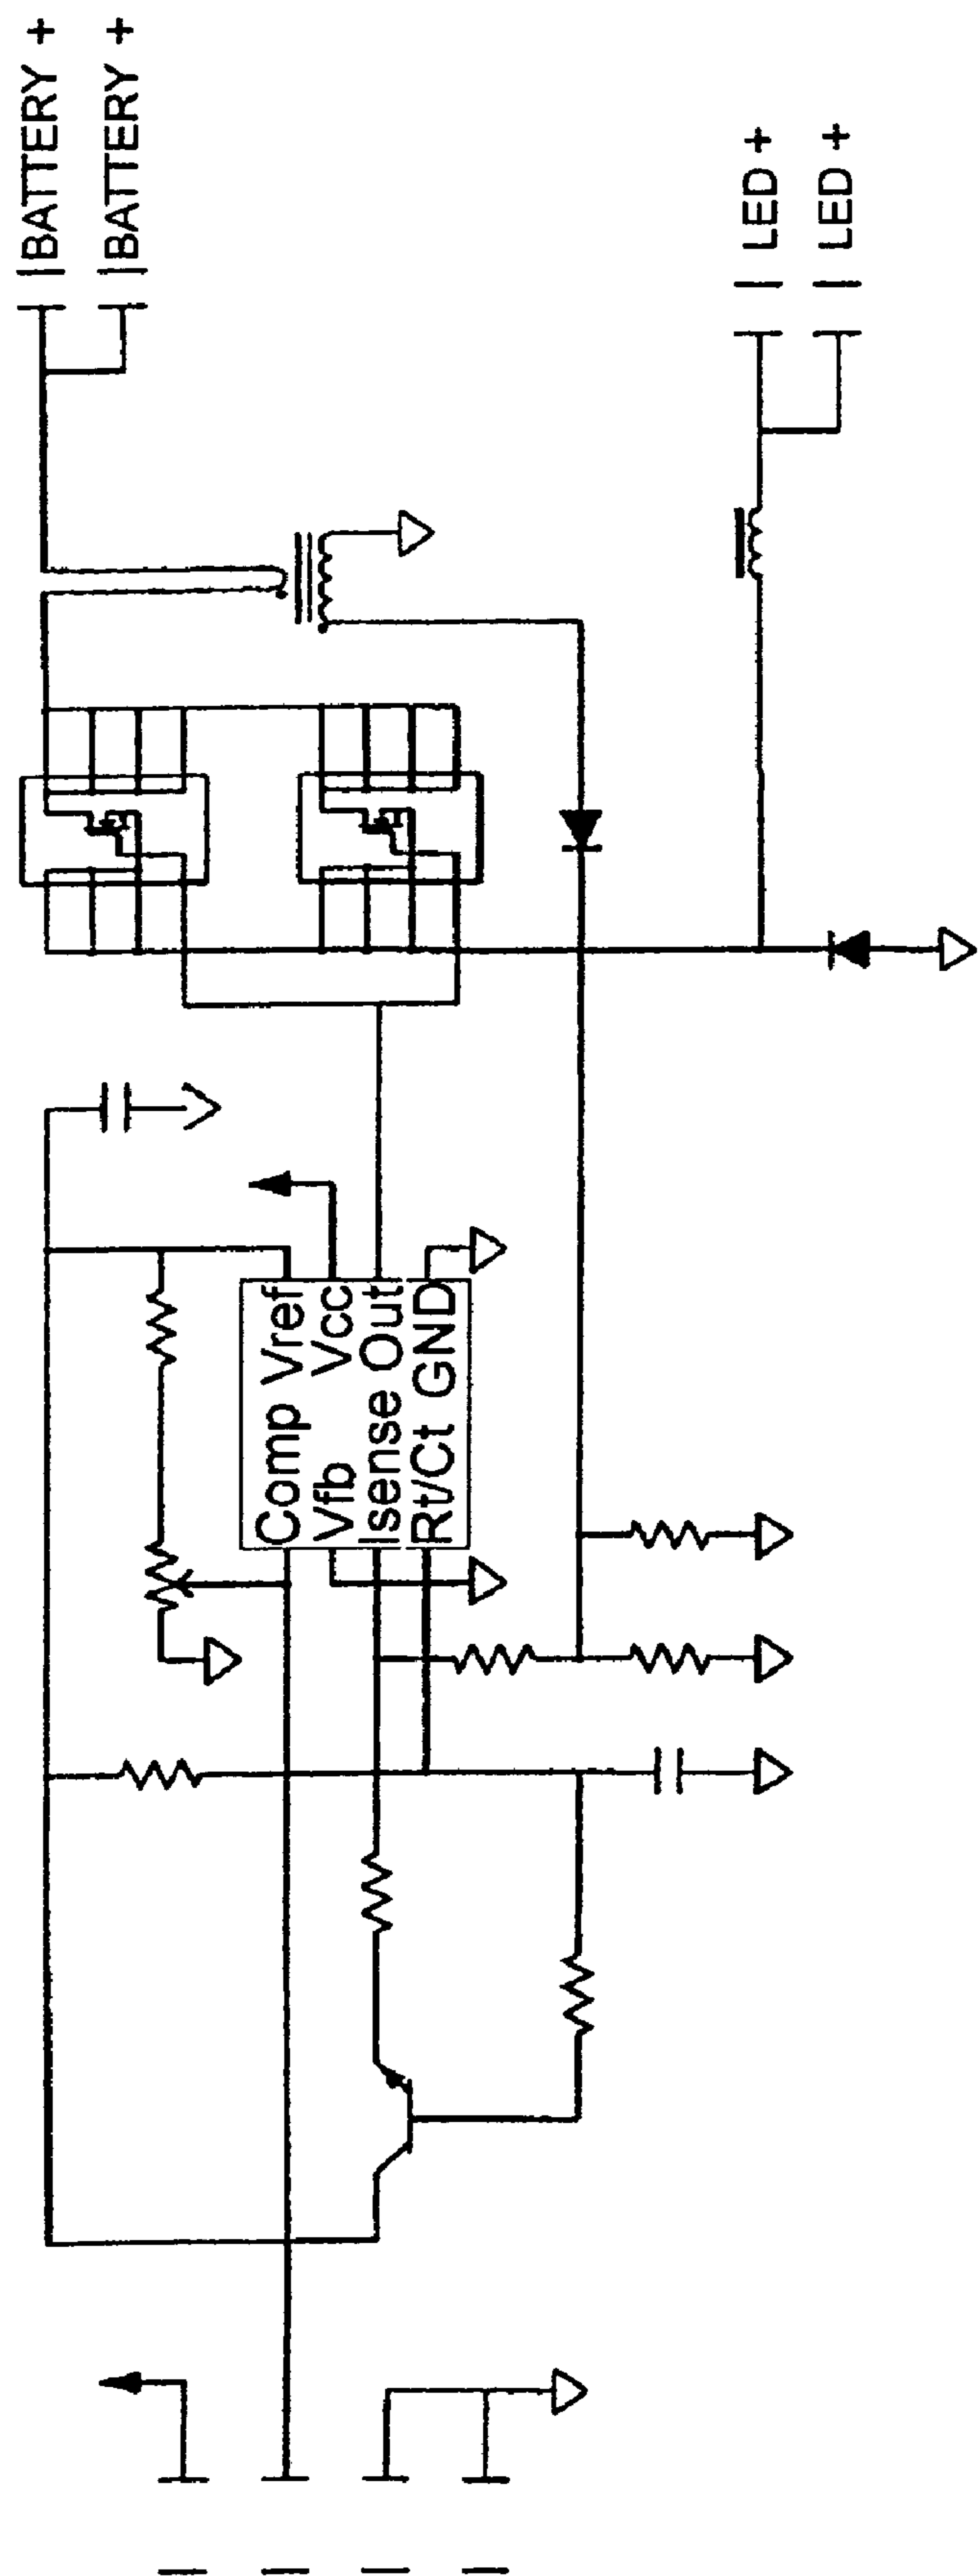 BATTERY +
BATTERY +
LED +
LED +
Comp Vref
Vfb Vcc
Isense Out
Rt/Ct GND